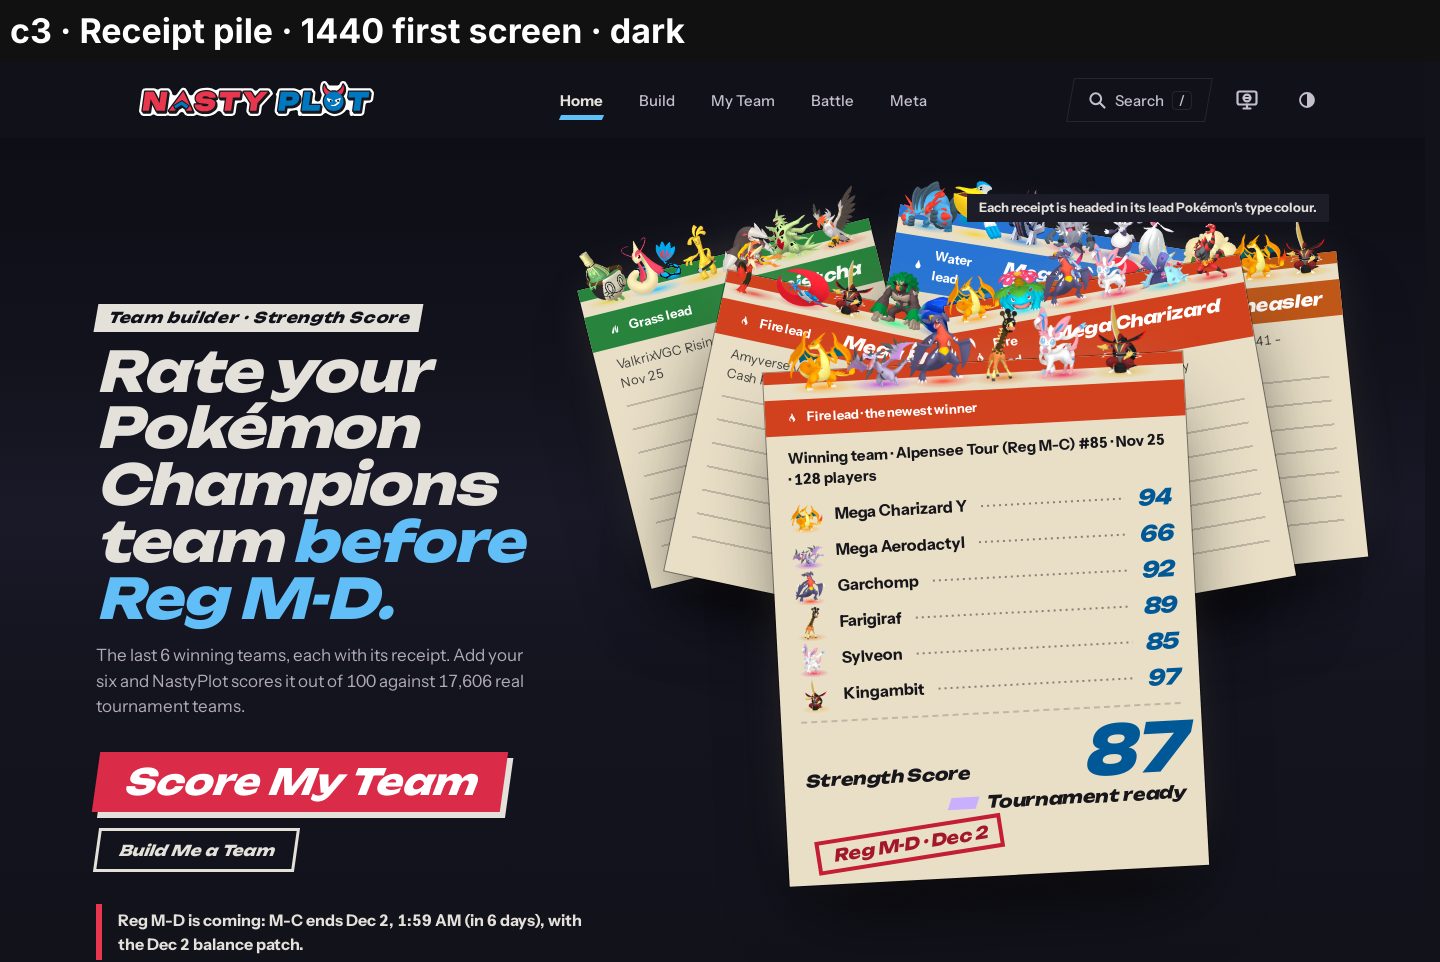 c3 · Receipt pile · 1440 first screen · dark
NASTY PLOT
Home
Build
My Team
Battle
Meta
Search /
Each receipt is headed in its lead Pokémon's type colour.
Water
lead
Grass lead
Fire lead
Mega Charizard
neasler
ValkrixVGC Risin
Nov 25
Amyverse
Cash
41 -
Team builder · Strength Score
Rate your
Pokémon
Champions
team before
Reg M-D.
The last 6 winning teams, each with its receipt. Add your
six and NastyPlot scores it out of 100 against 17,606 real
tournament teams.
Score My Team
Build Me a Team
Reg M-D is coming: M-C ends Dec 2, 1:59 AM (in 6 days), with
the Dec 2 balance patch.
Fire lead · the newest winner
Winning team · Alpensee Tour (Reg M-C) #85 · Nov 25
· 128 players
Mega Charizard Y 94
Mega Aerodactyl 66
Garchomp 92
Farigiraf 89
Sylveon 85
Kingambit 97
Strength Score 87
Tournament ready
Reg M-D · Dec 2